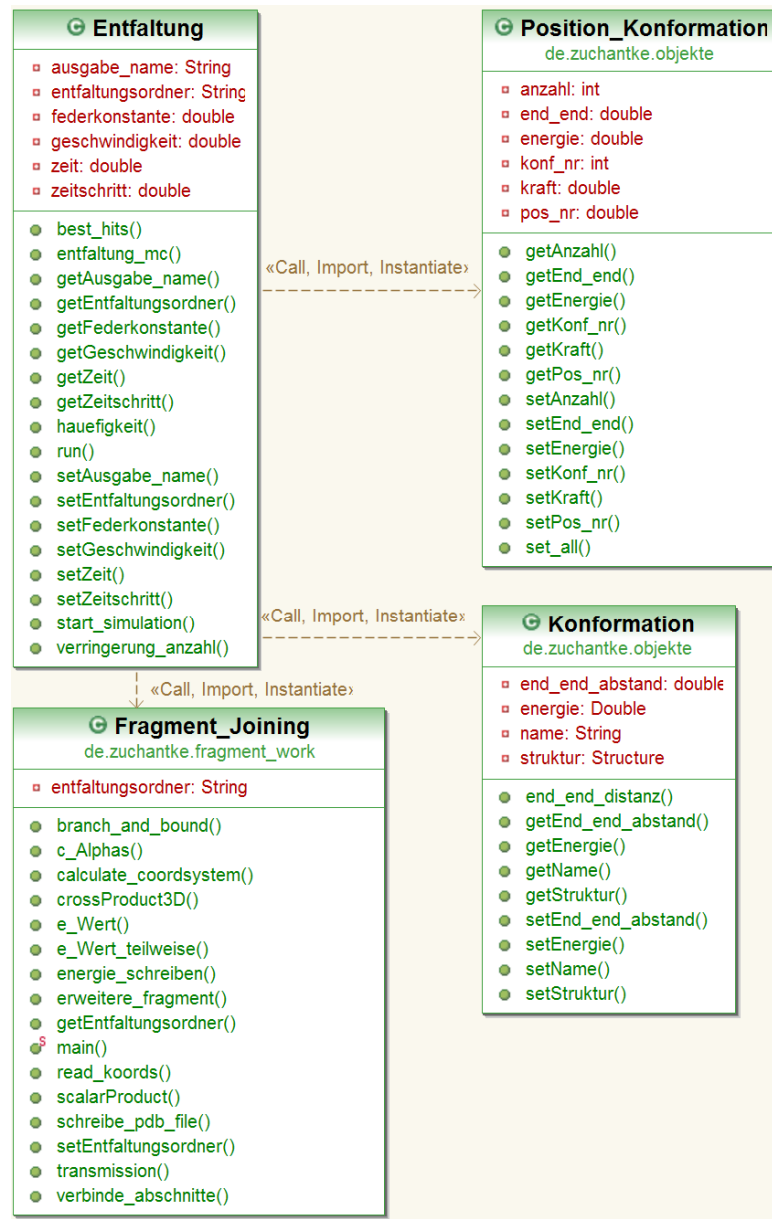 Entfaltung
ausgabe_name: String
entfaltungsordner: String
federkonstante: double
geschwindigkeit: double
zeit: double
zeitschritt: double
best_hits()
entfaltung_mc()
getAusgabe_name()
getEntfaltungsordner()
getFederkonstante()
getGeschwindigkeit()
getZeit()
getZeitschritt()
hauefigkeit()
run()
setAusgabe_name()
setEntfaltungsordner()
setFederkonstante()
setGeschwindigkeit()
setZeit()
setZeitschritt()
start_simulation()
verringerung_anzahl()
«Call, Import, Instantiate»
Position_Konformation
de.zuchantke.objekte
anzahl: int
end_end: double
energie: double
konf_nr: int
kraft: double
pos_nr: double
getAnzahl()
getEnd_end()
getEnergie()
getKonf_nr()
getKraft()
getPos_nr()
setAnzahl()
setEnd_end()
setEnergie()
setKonf_nr()
setKraft()
setPos_nr()
set_all()
«Call, Import, Instantiate»
Konformation
de.zuchantke.objekte
end_end_abstand: double
energie: Double
name: String
struktur: Structure
end_end_distanz()
getEnd_end_abstand()
getEnergie()
getName()
getStruktur()
setEnd_end_abstand()
setEnergie()
setName()
setStruktur()
«Call, Import, Instantiate»
Fragment_Joining
de.zuchantke.fragment_work
entfaltungsordner: String
branch_and_bound()
c_Alphas()
calculate_coordsystem()
crossProduct3D()
e_Wert()
e_Wert_teilweise()
energie_schreiben()
erweitere_fragment()
getEntfaltungsordner()
main()
read_koords()
scalarProduct()
schreibe_pdb_file()
setEntfaltungsordner()
transmission()
verbinde_abschnitte()